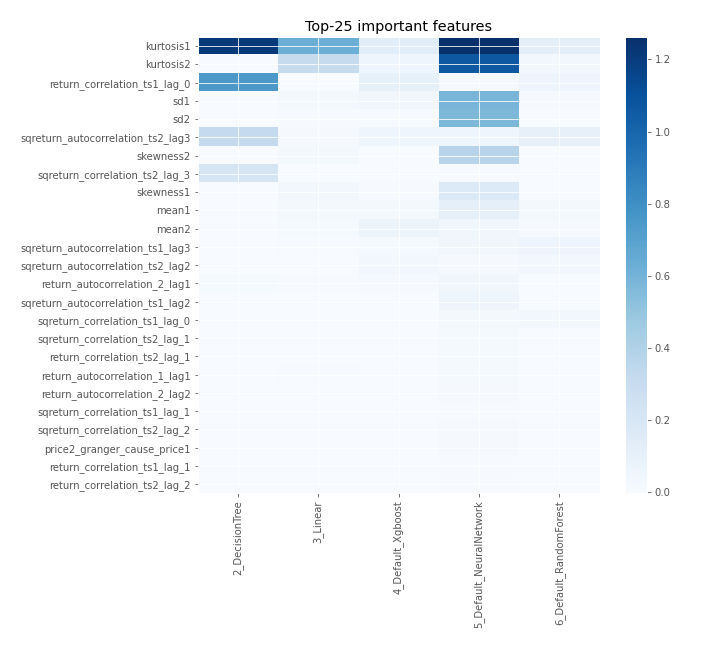 Top-25 important features
kurtosis1
kurtosis2
return_correlation_ts1_lag_0
sd1
sd2
sqreturn_autocorrelation_ts2_lag3
skewness2
sqreturn_correlation_ts2_lag_3
skewness1
mean1
mean2
sqreturn_autocorrelation_ts1_lag3
sqreturn_autocorrelation_ts2_lag2
return_autocorrelation_2_lag1
sqreturn_autocorrelation_ts1_lag2
sqreturn_correlation_ts1_lag_0
sqreturn_correlation_ts2_lag_1
return_correlation_ts2_lag_1
return_autocorrelation_1_lag1
return_autocorrelation_2_lag2
sqreturn_correlation_ts1_lag_1
sqreturn_correlation_ts2_lag_2
price2_granger_cause_price1
return_correlation_ts1_lag_1
return_correlation_ts2_lag_2
2_DecisionTree
3_Linear
4_Default_Xgboost
5_Default_NeuralNetwork
6_Default_RandomForest
1.2
1.0
0.8
0.6
0.4
0.2
0.0